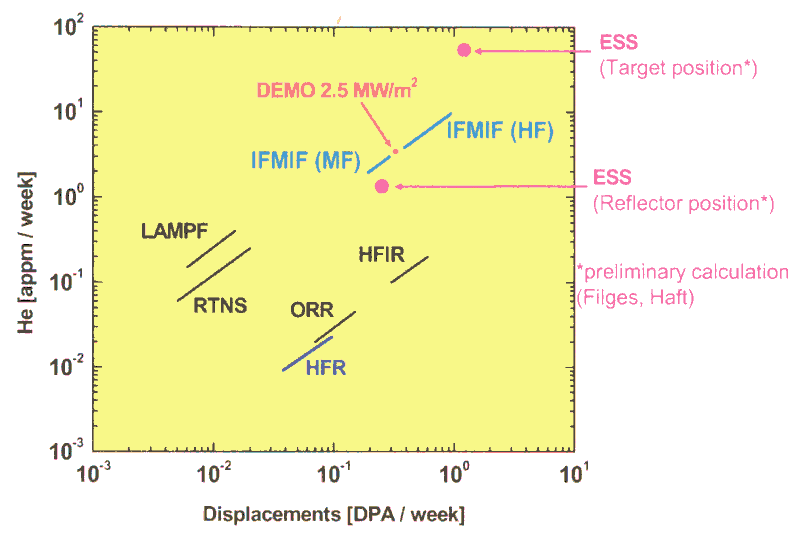 10²
ESS
(Target position*)
DEMO 2.5 MW/m²
10¹
IFMIF (HF)
IFMIF (MF)
10⁰
ESS
(Reflector position*)
LAMPF
HFIR
*preliminary calculation
(Filges, Haft)
10⁻¹
RTNS
ORR
10⁻²
HFR
10⁻³
He [appm / week]
10⁻³ 10⁻² 10⁻¹ 10⁰ 10¹
Displacements [DPA / week]